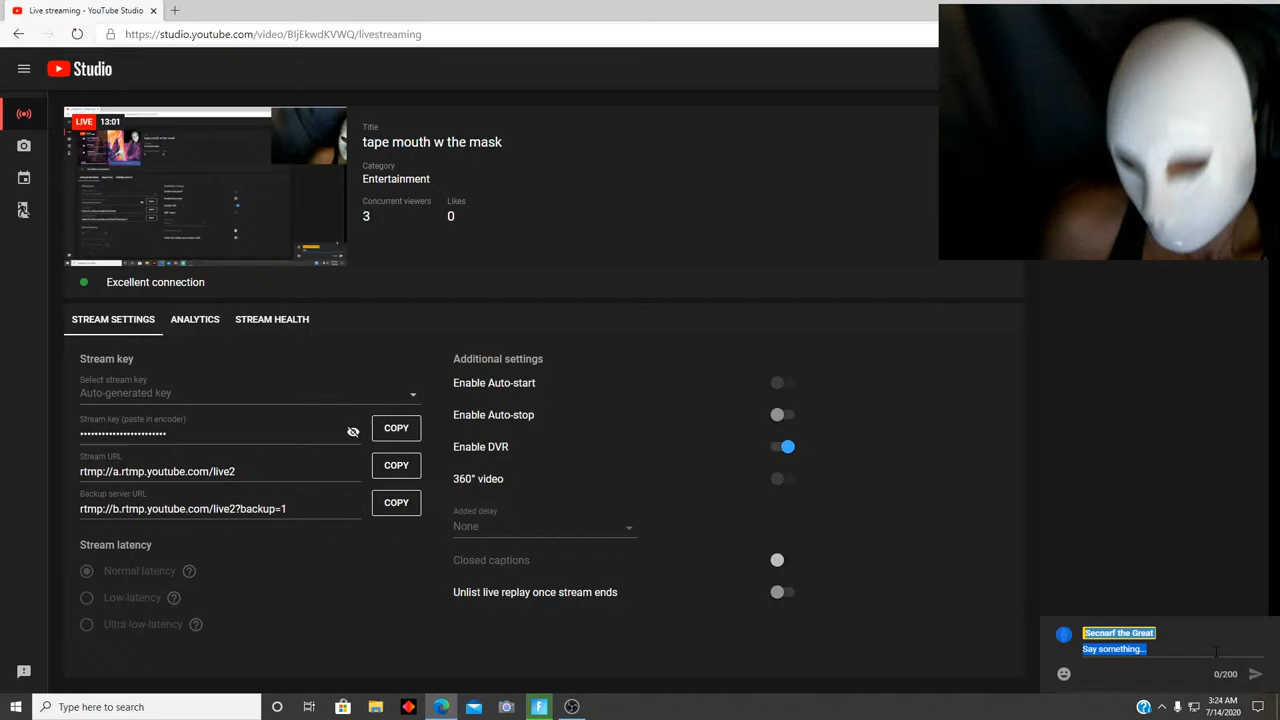 Live streaming - YouTube Studio
https://studio.youtube.com/video/BIjEkwdKVWQ/livestreaming
Studio
LIVE 13:01
Title
tape mouth w the mask
Category
Entertainment
Concurrent viewers Likes
3 0
Excellent connection
STREAM SETTINGS ANALYTICS STREAM HEALTH
Stream key
Select stream key
Auto-generated key
Stream key (paste in encoder)
COPY
Stream URL
rtmp://a.rtmp.youtube.com/live2
COPY
Backup server URL
rtmp://b.rtmp.youtube.com/live2?backup=1
COPY
Stream latency
Normal latency
Low-latency
Ultra low-latency
Additional settings
Enable Auto-start
Enable Auto-stop
Enable DVR
360° video
Added delay
None
Closed captions
Unlist live replay once stream ends
Secnarf the Great
Say something...
0/200
Type here to search
3:24 AM
7/14/2020